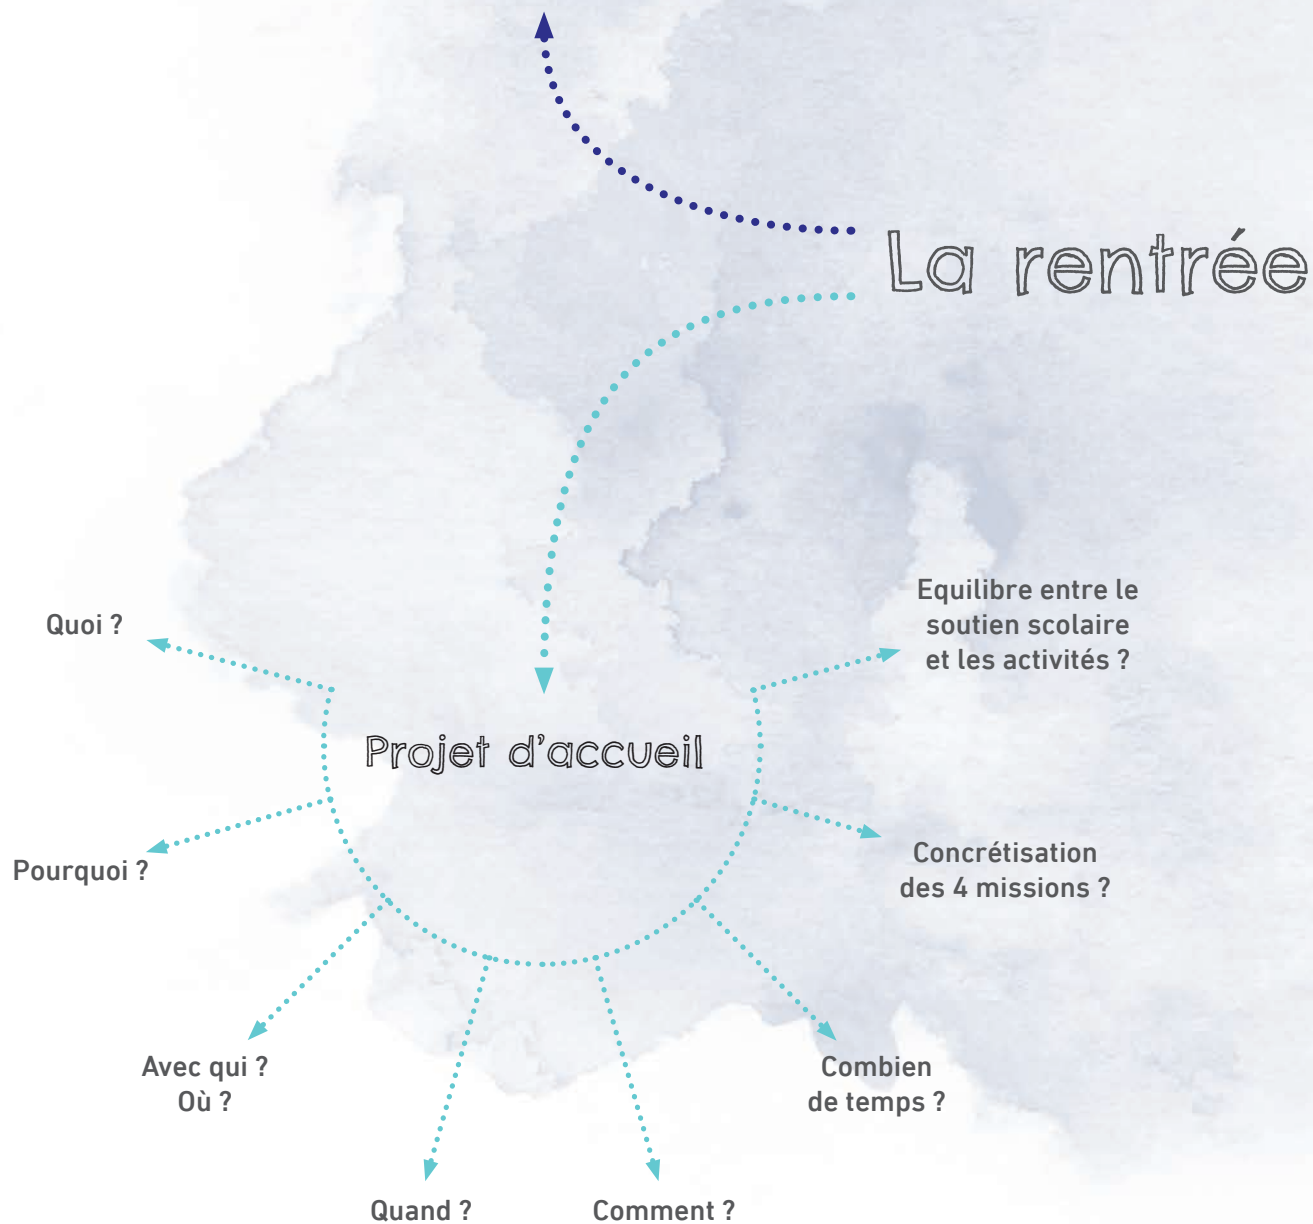 La rentrée
Quoi ?
Equilibre entre le
soutien scolaire
et les activités ?
Projet d'accueil
Pourquoi ?
Concrétisation
des 4 missions ?
Avec qui ?
Où ?
Combien
de temps ?
Quand ?
Comment ?